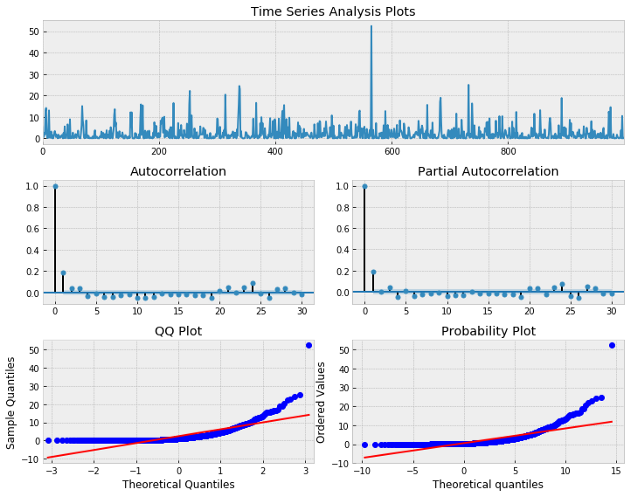 Time Series Analysis Plots
50
40
30
20
10
0
0 200 400 600 800
Autocorrelation Partial Autocorrelation
1.0 1.0
0.8 0.8
0.6 0.6
0.4 0.4
0.2 0.2
0.0 0.0
0 5 10 15 20 25 30 0 5 10 15 20 25 30
QQ Plot Probability Plot
50 50
40 40
30 30
20 20
10 10
0 0
−10 −10
Sample Quantiles Ordered Values
−3 −2 −1 0 1 2 3 −10 −5 0 5 10 15
Theoretical Quantiles Theoretical quantiles